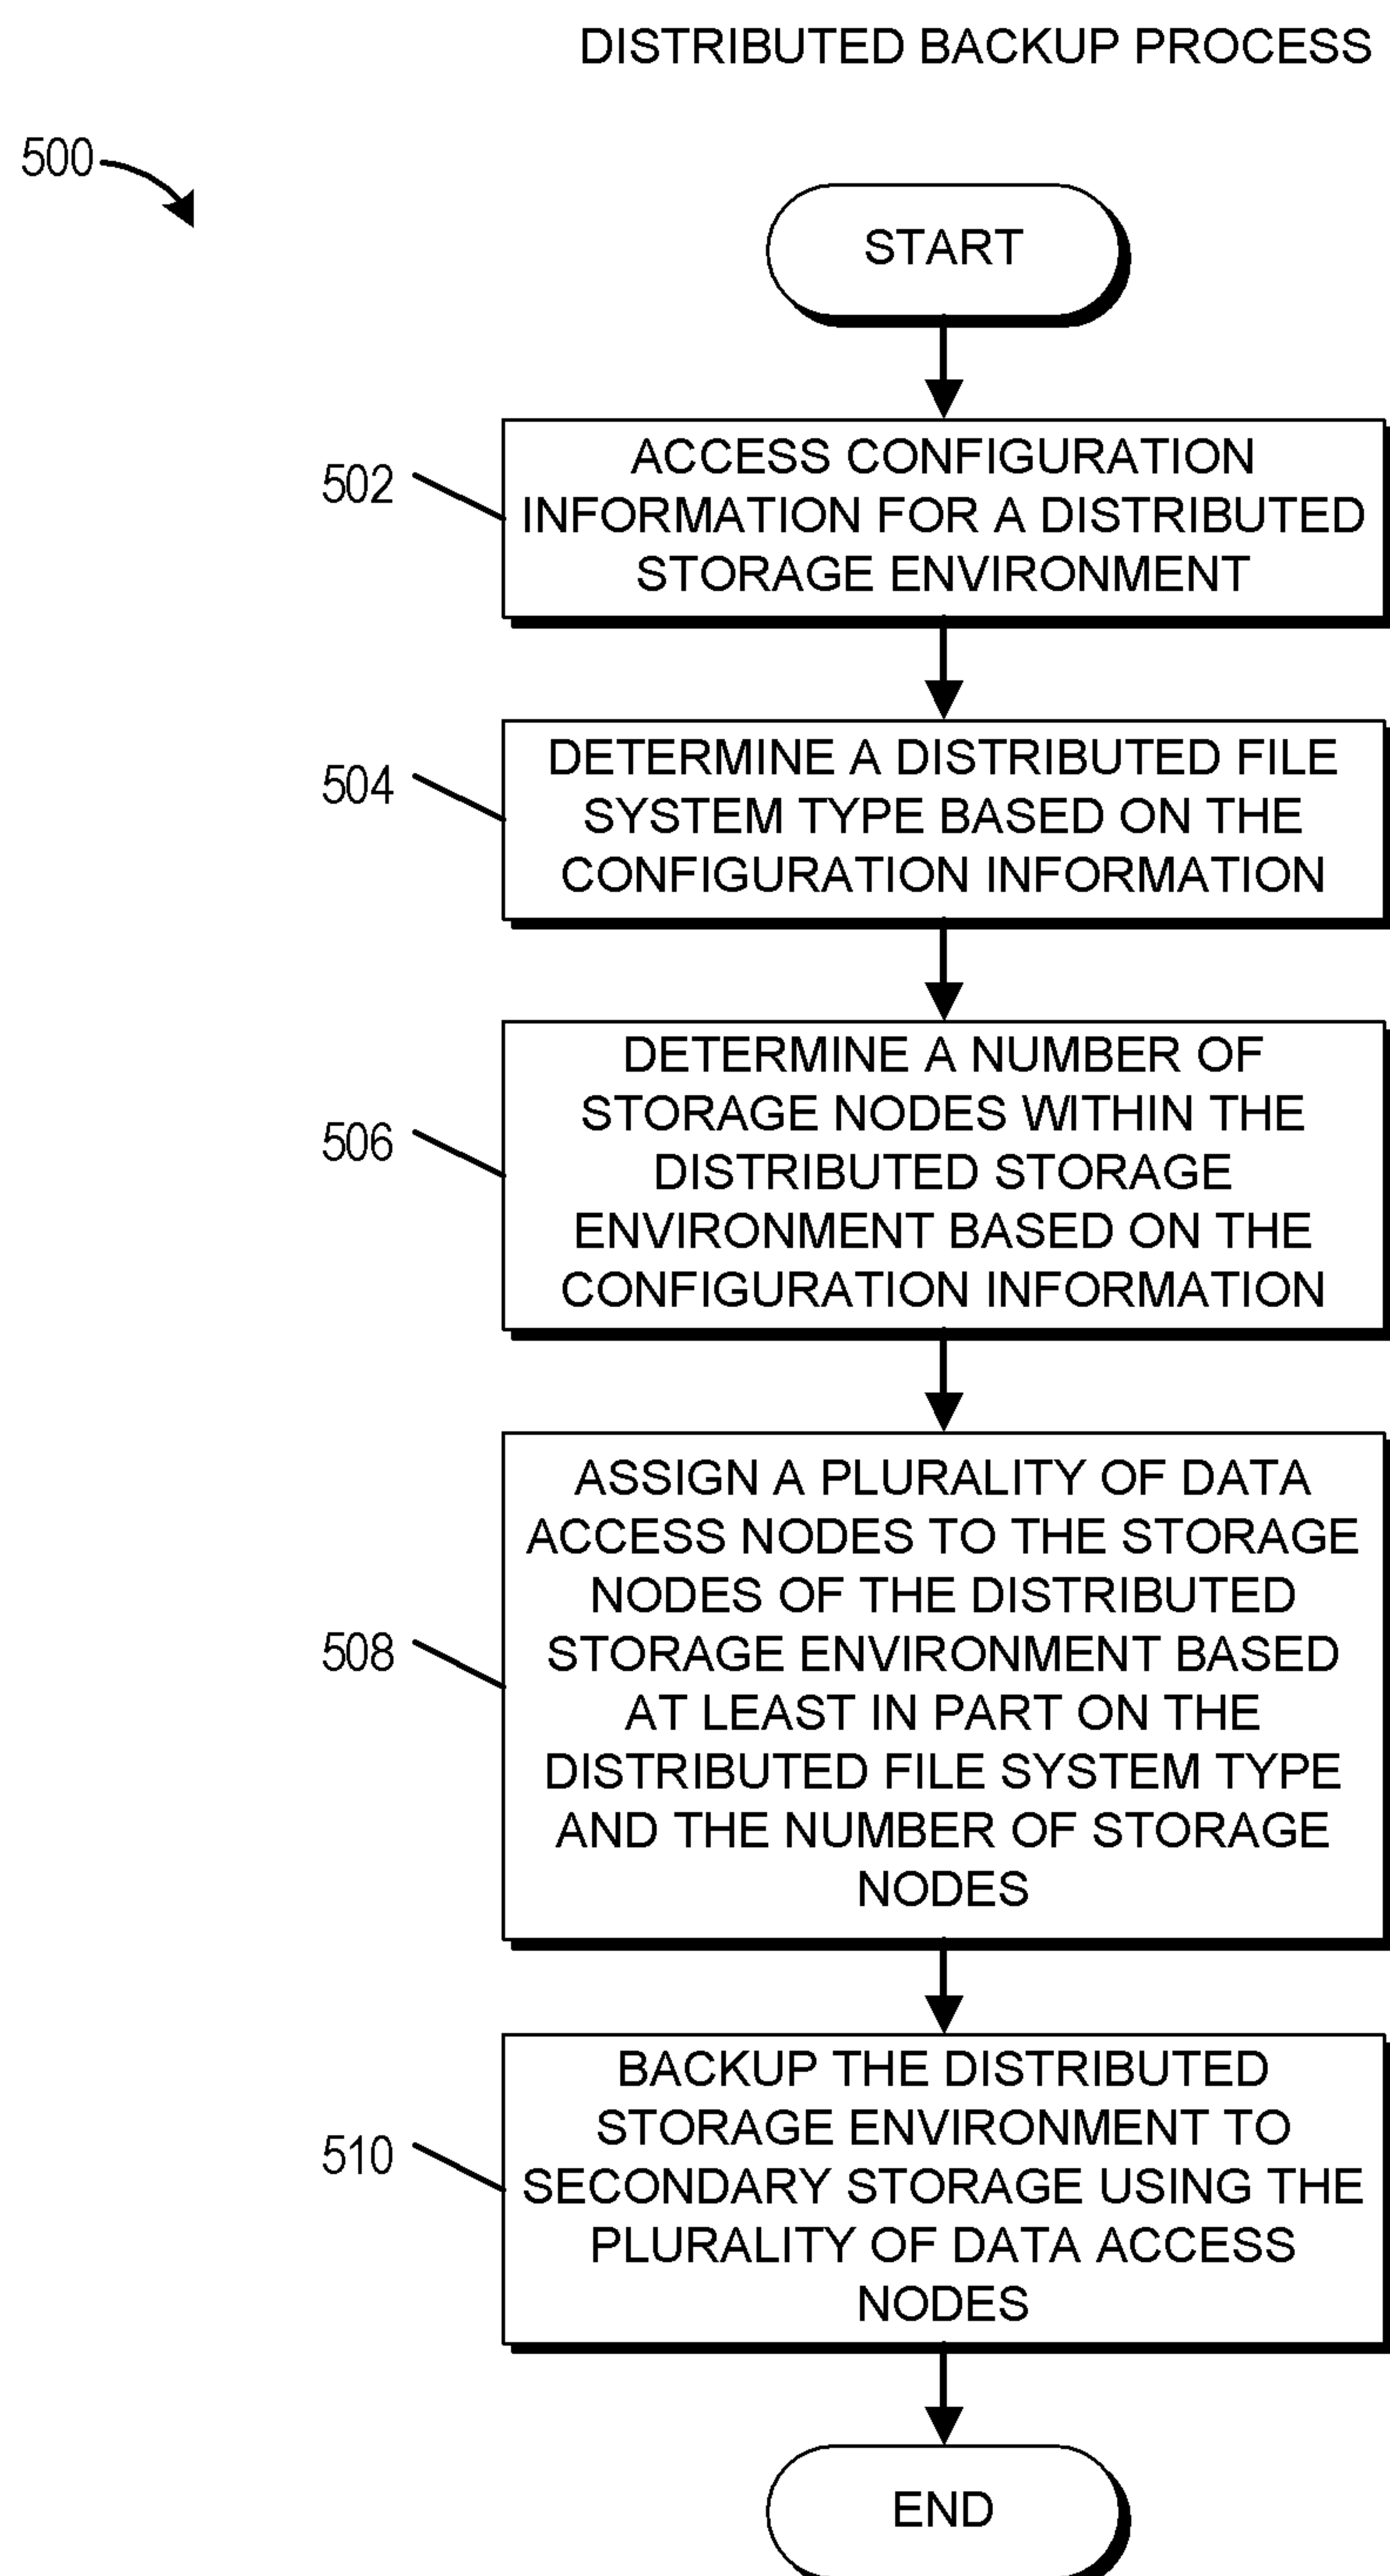 DISTRIBUTED BACKUP PROCESS
500
START
502
ACCESS CONFIGURATION
INFORMATION FOR A DISTRIBUTED
STORAGE ENVIRONMENT
504
DETERMINE A DISTRIBUTED FILE
SYSTEM TYPE BASED ON THE
CONFIGURATION INFORMATION
506
DETERMINE A NUMBER OF
STORAGE NODES WITHIN THE
DISTRIBUTED STORAGE
ENVIRONMENT BASED ON THE
CONFIGURATION INFORMATION
508
ASSIGN A PLURALITY OF DATA
ACCESS NODES TO THE STORAGE
NODES OF THE DISTRIBUTED
STORAGE ENVIRONMENT BASED
AT LEAST IN PART ON THE
DISTRIBUTED FILE SYSTEM TYPE
AND THE NUMBER OF STORAGE
NODES
510
BACKUP THE DISTRIBUTED
STORAGE ENVIRONMENT TO
SECONDARY STORAGE USING THE
PLURALITY OF DATA ACCESS
NODES
END